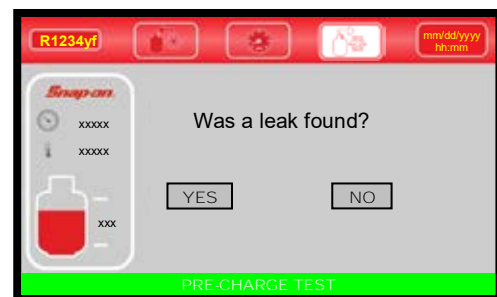 R1234yf
mm/dd/yyyy
hh:mm
Snap-on
xxxxx
xxxxx
xxx
Was a leak found?
YES
NO
PRE-CHARGE TEST